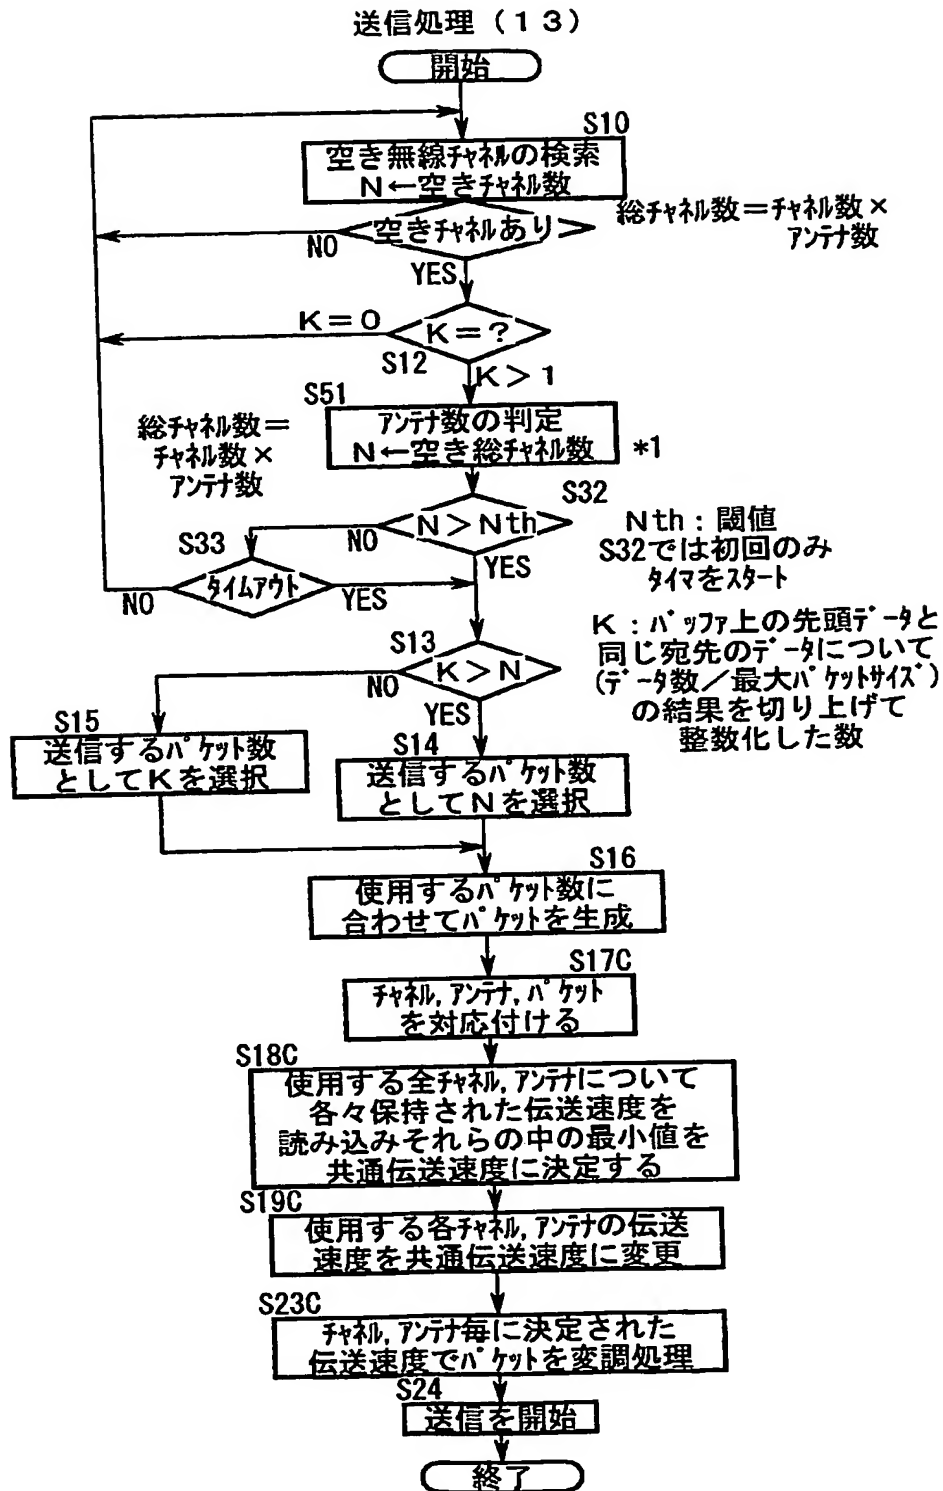 送信処理（１３）
開始
S10
空き無線ﾁｬﾈﾙの検索
Ｎ←空きﾁｬﾈﾙ数
総ﾁｬﾈﾙ数＝ﾁｬﾈﾙ数×
ｱﾝﾃﾅ数
空きﾁｬﾈﾙあり
NO
YES
Ｋ＝０
Ｋ＝？
S12
Ｋ＞１
S51
ｱﾝﾃﾅ数の判定
Ｎ←空き総ﾁｬﾈﾙ数
*1
総ﾁｬﾈﾙ数＝
ﾁｬﾈﾙ数×
ｱﾝﾃﾅ数
S32
Ｎ＞Ｎth
NO
YES
Ｎth：閾値
S32では初回のみ
ﾀｲﾏをｽﾀｰﾄ
S33
ﾀｲﾑｱｳﾄ
NO
YES
Ｋ：ﾊﾞｯﾌｧ上の先頭ﾃﾞｰﾀと
同じ宛先のﾃﾞｰﾀについて
(ﾃﾞｰﾀ数／最大ﾊﾟｹｯﾄｻｲｽﾞ)
の結果を切り上げて
整数化した数
S13
Ｋ＞Ｎ
NO
YES
S15
送信するﾊﾟｹｯﾄ数
としてＫを選択
S14
送信するﾊﾟｹｯﾄ数
としてＮを選択
S16
使用するﾊﾟｹｯﾄ数に
合わせてﾊﾟｹｯﾄを生成
S17C
ﾁｬﾈﾙ,ｱﾝﾃﾅ,ﾊﾟｹｯﾄ
を対応付ける
S18C
使用する全ﾁｬﾈﾙ,ｱﾝﾃﾅについて
各々保持された伝送速度を
読み込みそれらの中の最小値を
共通伝送速度に決定する
S19C
使用する各ﾁｬﾈﾙ,ｱﾝﾃﾅの伝送
速度を共通伝送速度に変更
S23C
ﾁｬﾈﾙ,ｱﾝﾃﾅ毎に決定された
伝送速度でﾊﾟｹｯﾄを変調処理
S24
送信を開始
終了